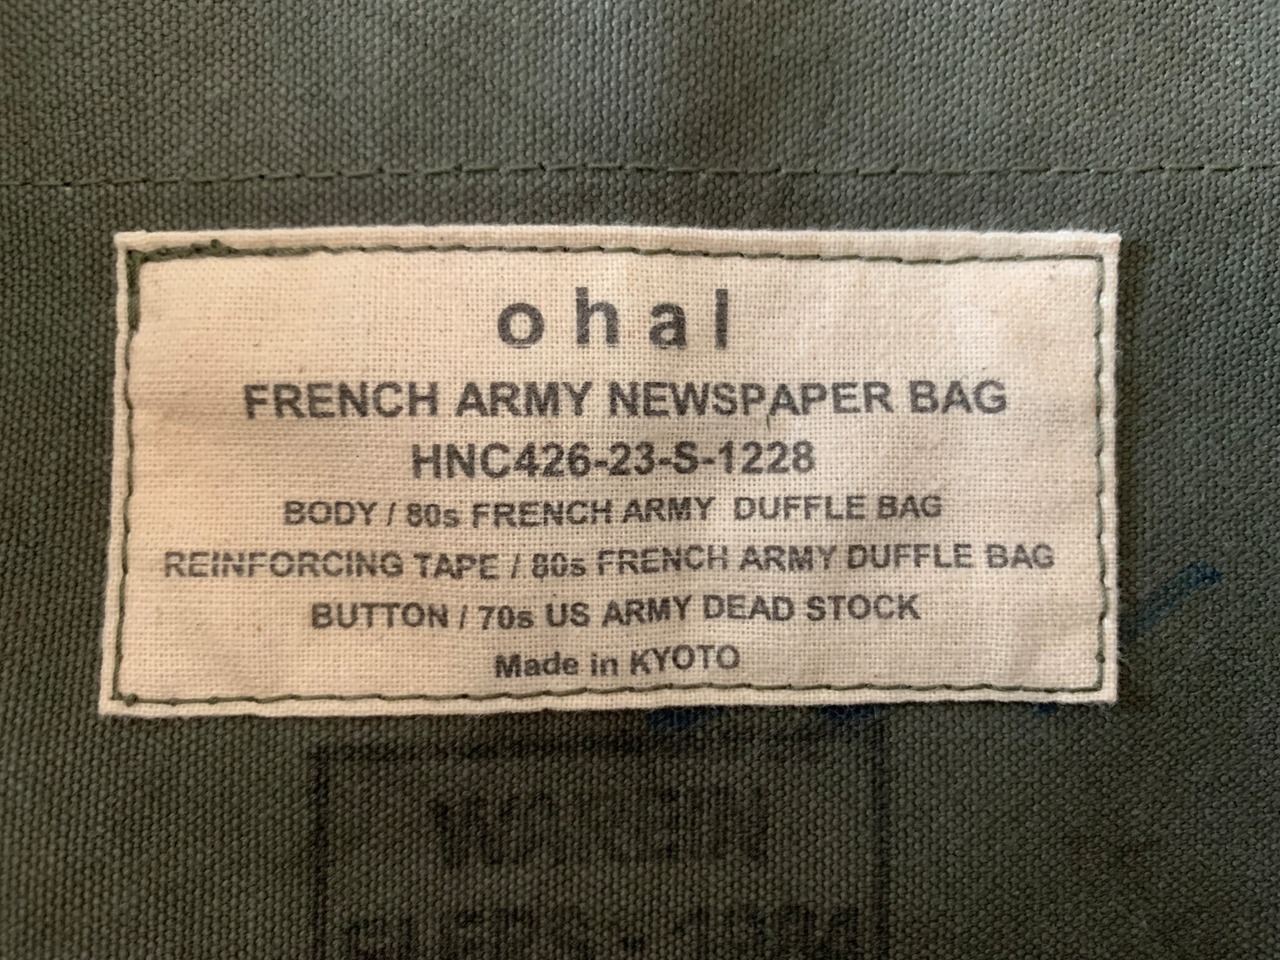 ohal
FRENCH ARMY NEWSPAPER BAG
HNC426-23-S-1228
BODY / 80s FRENCH ARMY DUFFLE BAG
REINFORCING TAPE / 80s FRENCH ARMY DUFFLE BAG
BUTTON / 70s US ARMY DEAD STOCK
Made in KYOTO